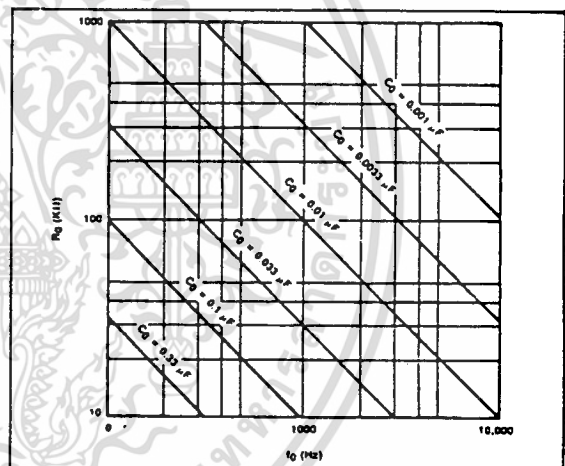 1000
100
10
R₀ (KΩ)
C₀ = 0.001 µF
C₀ = 0.0033 µF
C₀ = 0.01 µF
C₀ = 0.033 µF
C₀ = 0.1 µF
C₀ = 0.33 µF
0
1000
10,000
f₀ (Hz)